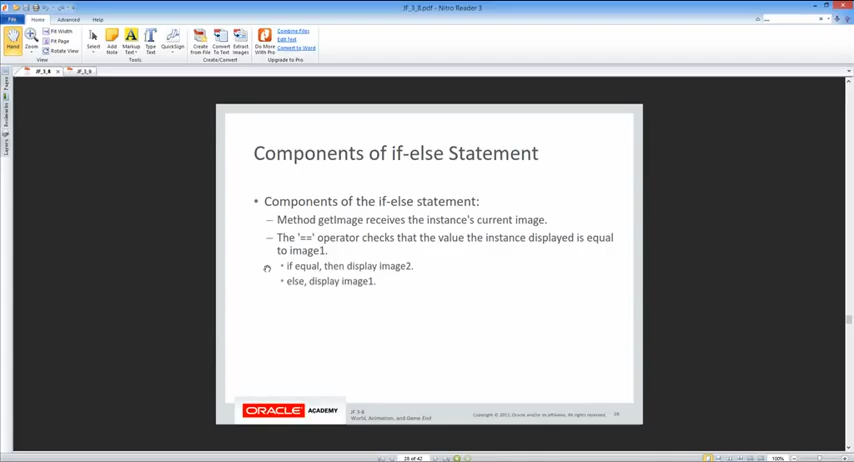 JF_3_8.pdf - Nitro Reader 3
File Home Advanced Help
Hand
Zoom
Fit Width
Fit Page
Rotate View
View
Select
Add Note
Markup Text
Type Text
QuickSign
Tools
Create from File
Convert To Text
Extract Images
Create/Convert
Do More With Pro
Combine Files
Edit Text
Convert to Word
Upgrade to Pro
JF_3_8 × JF_3_9
Pages
Bookmarks
Layers
Components of if-else Statement
• Components of the if-else statement:
– Method getImage receives the instance's current image.
– The '==' operator checks that the value the instance displayed is equal
to image1.
• if equal, then display image2.
• else, display image1.
ORACLE ACADEMY
JF 3-8
World, Animation, and Game End
Copyright © 2013, Oracle and/or its affiliates. All rights reserved.
28 of 42
100%